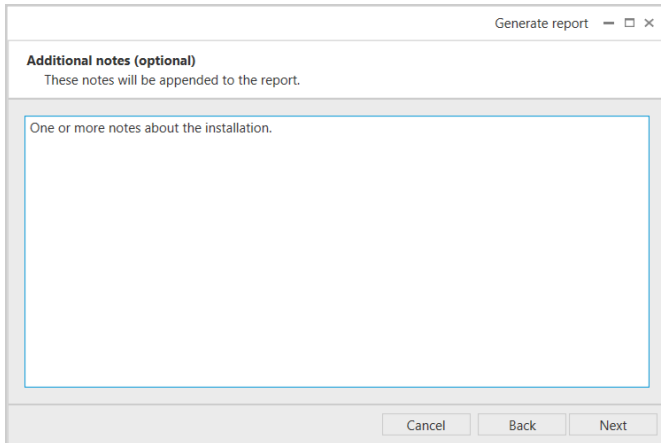 Generate report
Additional notes (optional)
These notes will be appended to the report.
One or more notes about the installation.
Cancel Back Next